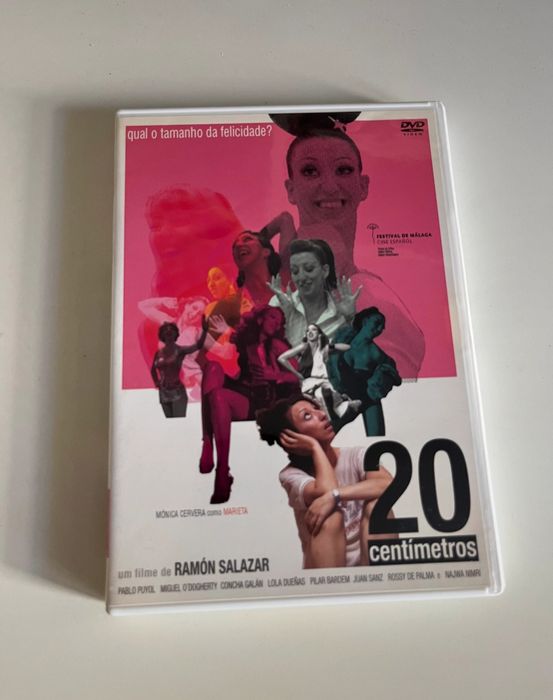 qual o tamanho da felicidade?
DVD
VIDEO
FESTIVAL DE MÁLAGA
CINE ESPAÑOL
MÓNICA CERVERA como MARIETA
20
centímetros
um filme de RAMÓN SALAZAR
PABLO PUYOL MIGUEL O'DOGHERTY CONCHA GALÁN LOLA DUEÑAS PILAR BARDEM JUAN SANZ ROSSY DE PALMA e NAJWA NIMRI